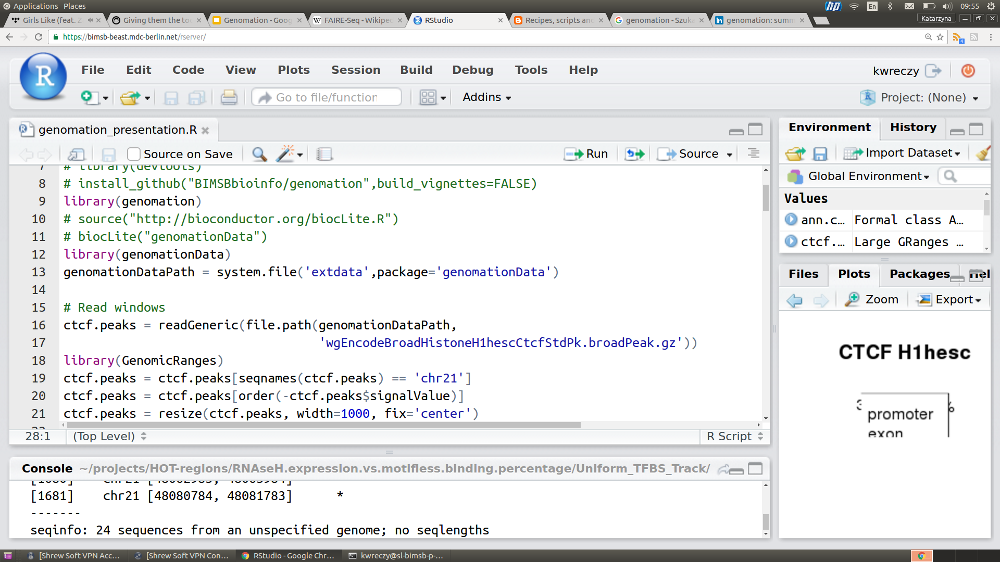 Applications Places
En 09:55
Girls Like (feat. Z
Giving them the too
Genomation - Goog
FAIRE-Seq - Wikiped
RStudio
Recipes, scripts and
genomation - Szuka
genomation: summ
Katarzyna
https://bimsb-beast.mdc-berlin.net/rserver/
4
File Edit Code View Plots Session Build Debug Tools Help
kwreczy
Go to file/function
Addins
Project: (None)
genomation_presentation.R
Source on Save
Run
Source
7 # library(devtools)
8 # install_github("BIMSBbioinfo/genomation",build_vignettes=FALSE)
9 library(genomation)
10 # source("http://bioconductor.org/biocLite.R")
11 # biocLite("genomationData")
12 library(genomationData)
13 genomationDataPath = system.file('extdata',package='genomationData')
14
15 # Read windows
16 ctcf.peaks = readGeneric(file.path(genomationDataPath,
17 'wgEncodeBroadHistoneH1hescCtcfStdPk.broadPeak.gz'))
18 library(GenomicRanges)
19 ctcf.peaks = ctcf.peaks[seqnames(ctcf.peaks) == 'chr21']
20 ctcf.peaks = ctcf.peaks[order(-ctcf.peaks$signalValue)]
21 ctcf.peaks = resize(ctcf.peaks, width=1000, fix='center')
28:1 (Top Level) R Script
Console ~/projects/HOT-regions/RNAseH.expression.vs.motifless.binding.percentage/Uniform_TFBS_Track/
[1681] chr21 [48080784, 48081783] *
-------
seqinfo: 24 sequences from an unspecified genome; no seqlengths
Environment History
Import Dataset
Global Environment
Values
ann.c… Formal class A…
ctcf.… Large GRanges …
Files Plots Packages Hel
Zoom Export
CTCF H1hesc
promoter
exon
[Shrew Soft VPN Acc...
[Shrew Soft VPN Con...
RStudio - Google Chr...
kwreczy@sl-bimsb-p-...